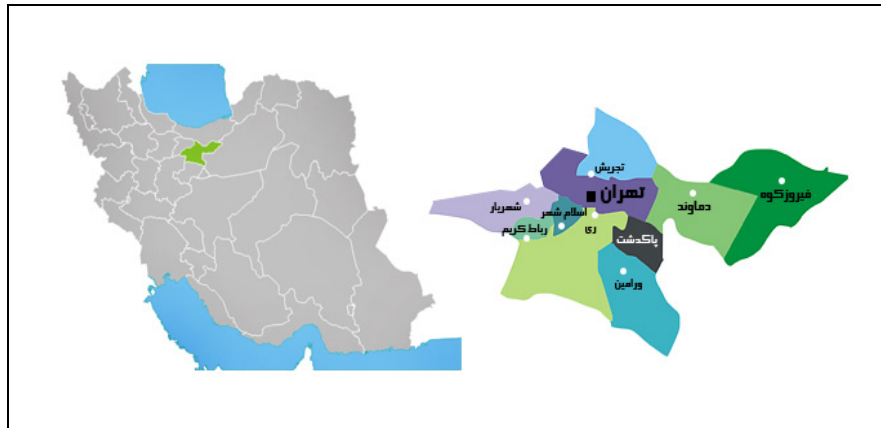 تجریش
تهران
فیروزکوه
دماوند
شهریار
اسلام شهر
رباط کریم
ری
پاکدشت
ورامین